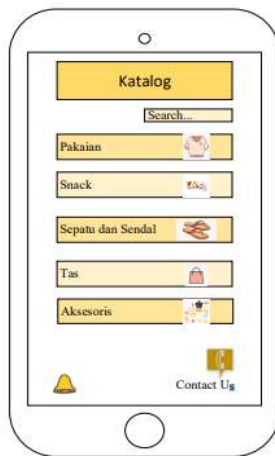 Katalog
Search...
Pakaian
Snack
Sepatu dan Sendal
Tas
Aksesoris
Contact Us